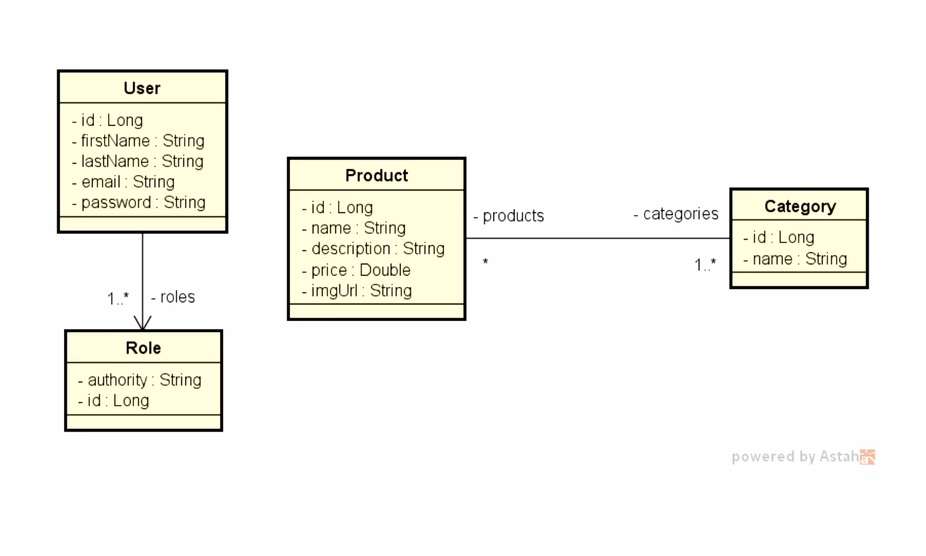 User
- id : Long
- firstName : String
- lastName : String
- email : String
- password : String
1..*
- roles
Role
- authority : String
- id : Long
Product
- id : Long
- name : String
- description : String
- price : Double
- imgUrl : String
- products
*
- categories
1..*
Category
- id : Long
- name : String
powered by Astah